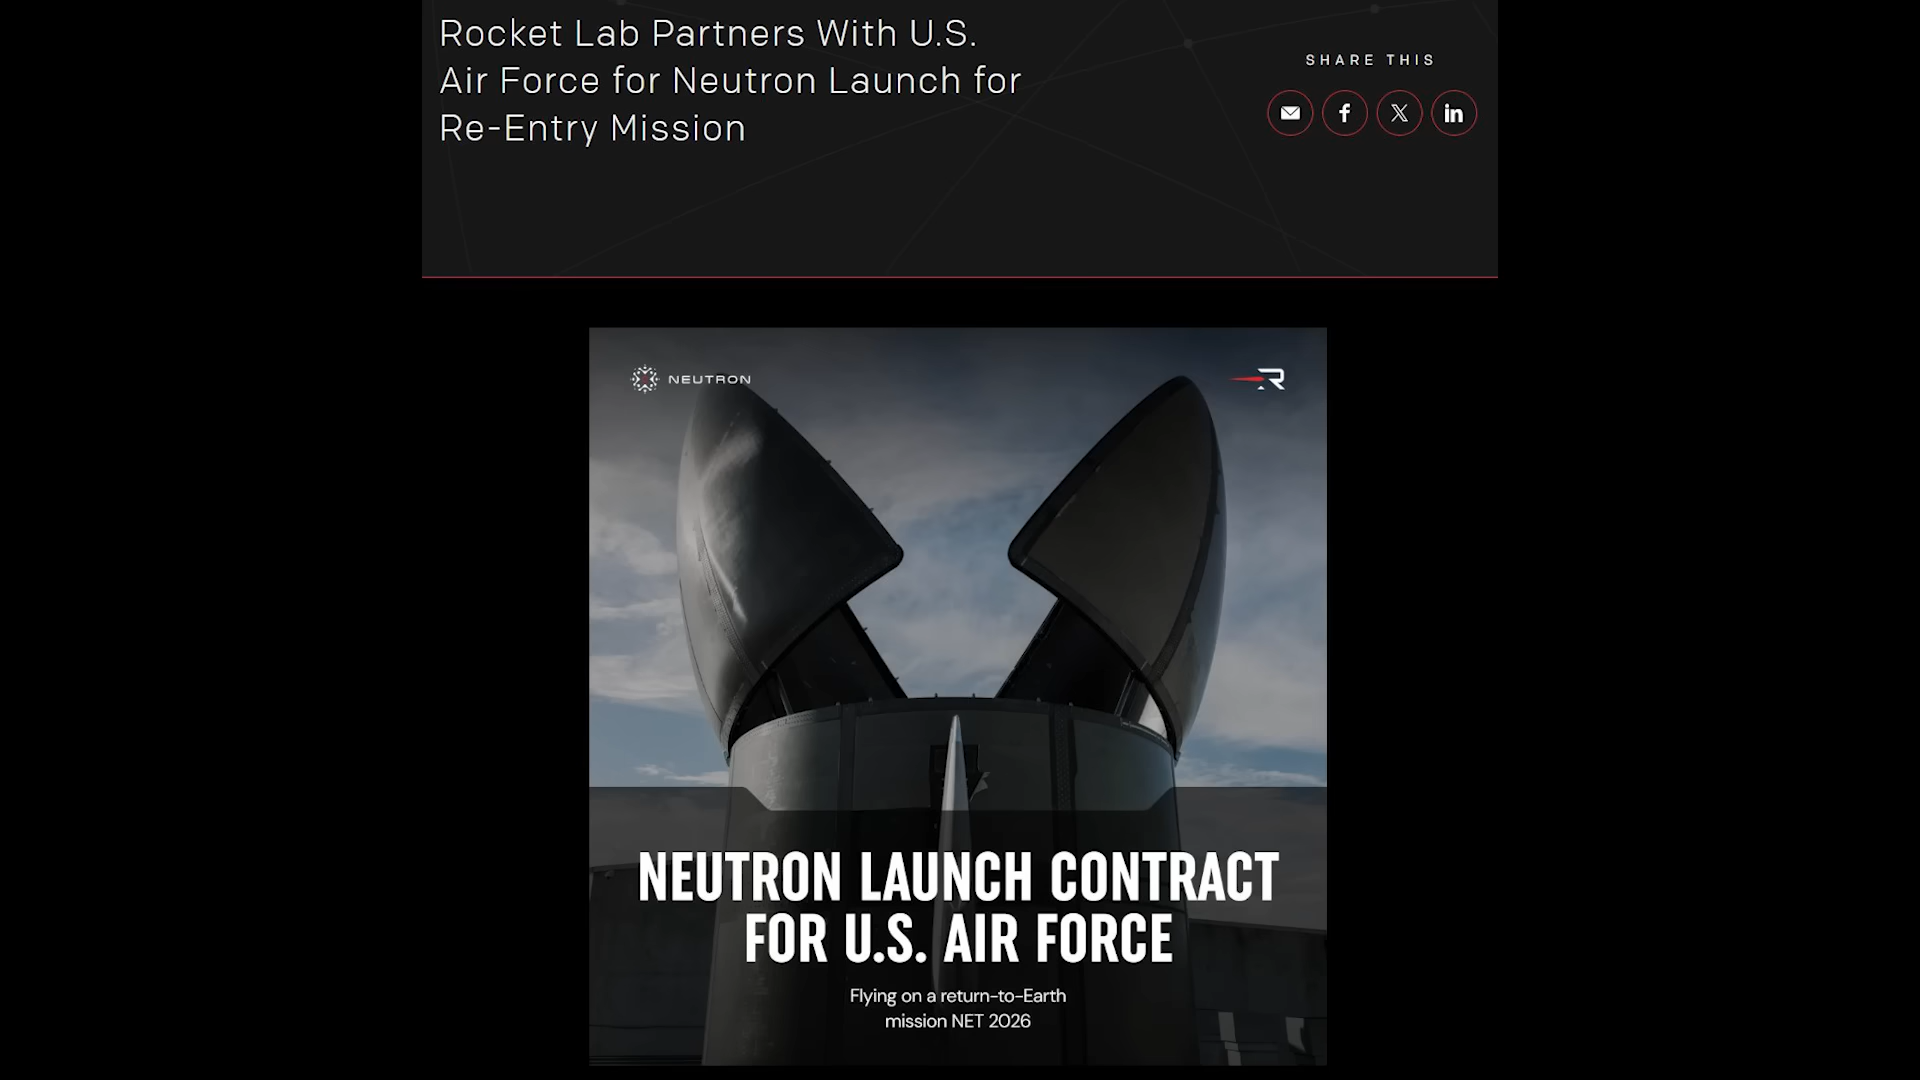 Rocket Lab Partners With U.S.
Air Force for Neutron Launch for
Re-Entry Mission
SHARE THIS
NEUTRON
NEUTRON LAUNCH CONTRACT
FOR U.S. AIR FORCE
Flying on a return-to-Earth
mission NET 2026